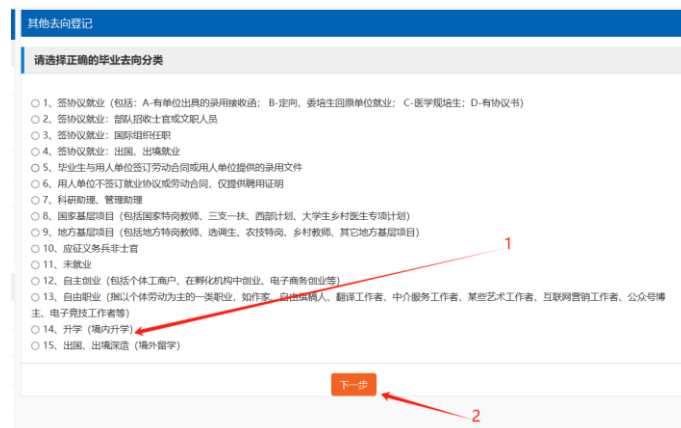 其他去向登记
请选择正确的毕业去向分类
1、签协议就业（包括：A-有单位出具的录用接收函； B-定向、委培生回原单位就业； C-医学规培生；D-有协议书）
2、签协议就业：部队招收士官或文职人员
3、签协议就业：国际组织任职
4、签协议就业：出国、出境就业
5、毕业生与用人单位签订劳动合同或用人单位提供的录用文件
6、用人单位不签订就业协议或劳动合同，仅提供聘用证明
7、科研助理、管理助理
8、国家基层项目（包括国家特岗教师、三支一扶、西部计划、大学生乡村医生专项计划）
9、地方基层项目（包括地方特岗教师、选调生、农技特岗、乡村教师、其它地方基层项目）
1
10、应征义务兵非士官
11、未就业
12、自主创业（包括个体工商户、在孵化机构中创业、电子商务创业等）
13、自由职业（指以个体劳动为主的一类职业，如作家、自由撰稿人、翻译工作者、中介服务工作者、某些艺术工作者、互联网营销工作者、公众号博
主、电子竞技工作者等）
14、升学（境内升学）
15、出国、出境深造（境外留学）
下一步
2